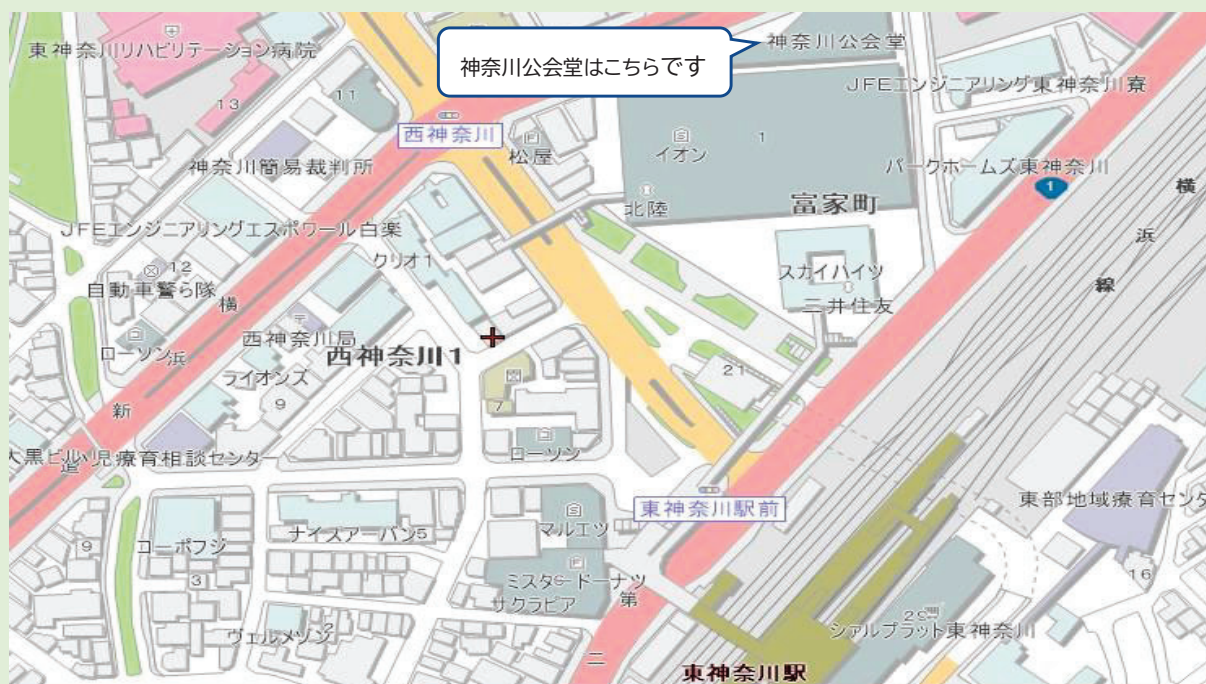 東神奈川リハビリテーション病院
神奈川公会堂はこちらです
神奈川公会堂
JFEエンジニアリング東神奈川寮
13
11
西神奈川
松屋
イオン
1
神奈川簡易裁判所
パークホームズ東神奈川
1
横浜線
北陸
富家町
JFEエンジニアリングエスポワール白楽
クリオ1
スカイハイツ
12
自動車警ら隊
三井住友
西神奈川局
ローソン
西神奈川1
ライオンズ
9
21
7
新横浜
ローソン
大黒ビル
児療育相談センター
東神奈川駅前
東部地域療育センタ
マルエツ
ナイスアーバン5
9
コーポフジ
3
ミスタードーナツ
6
サクラピア
16
29
シァルプラット東神奈川
2
ヴェルメゾン
第二
東神奈川駅